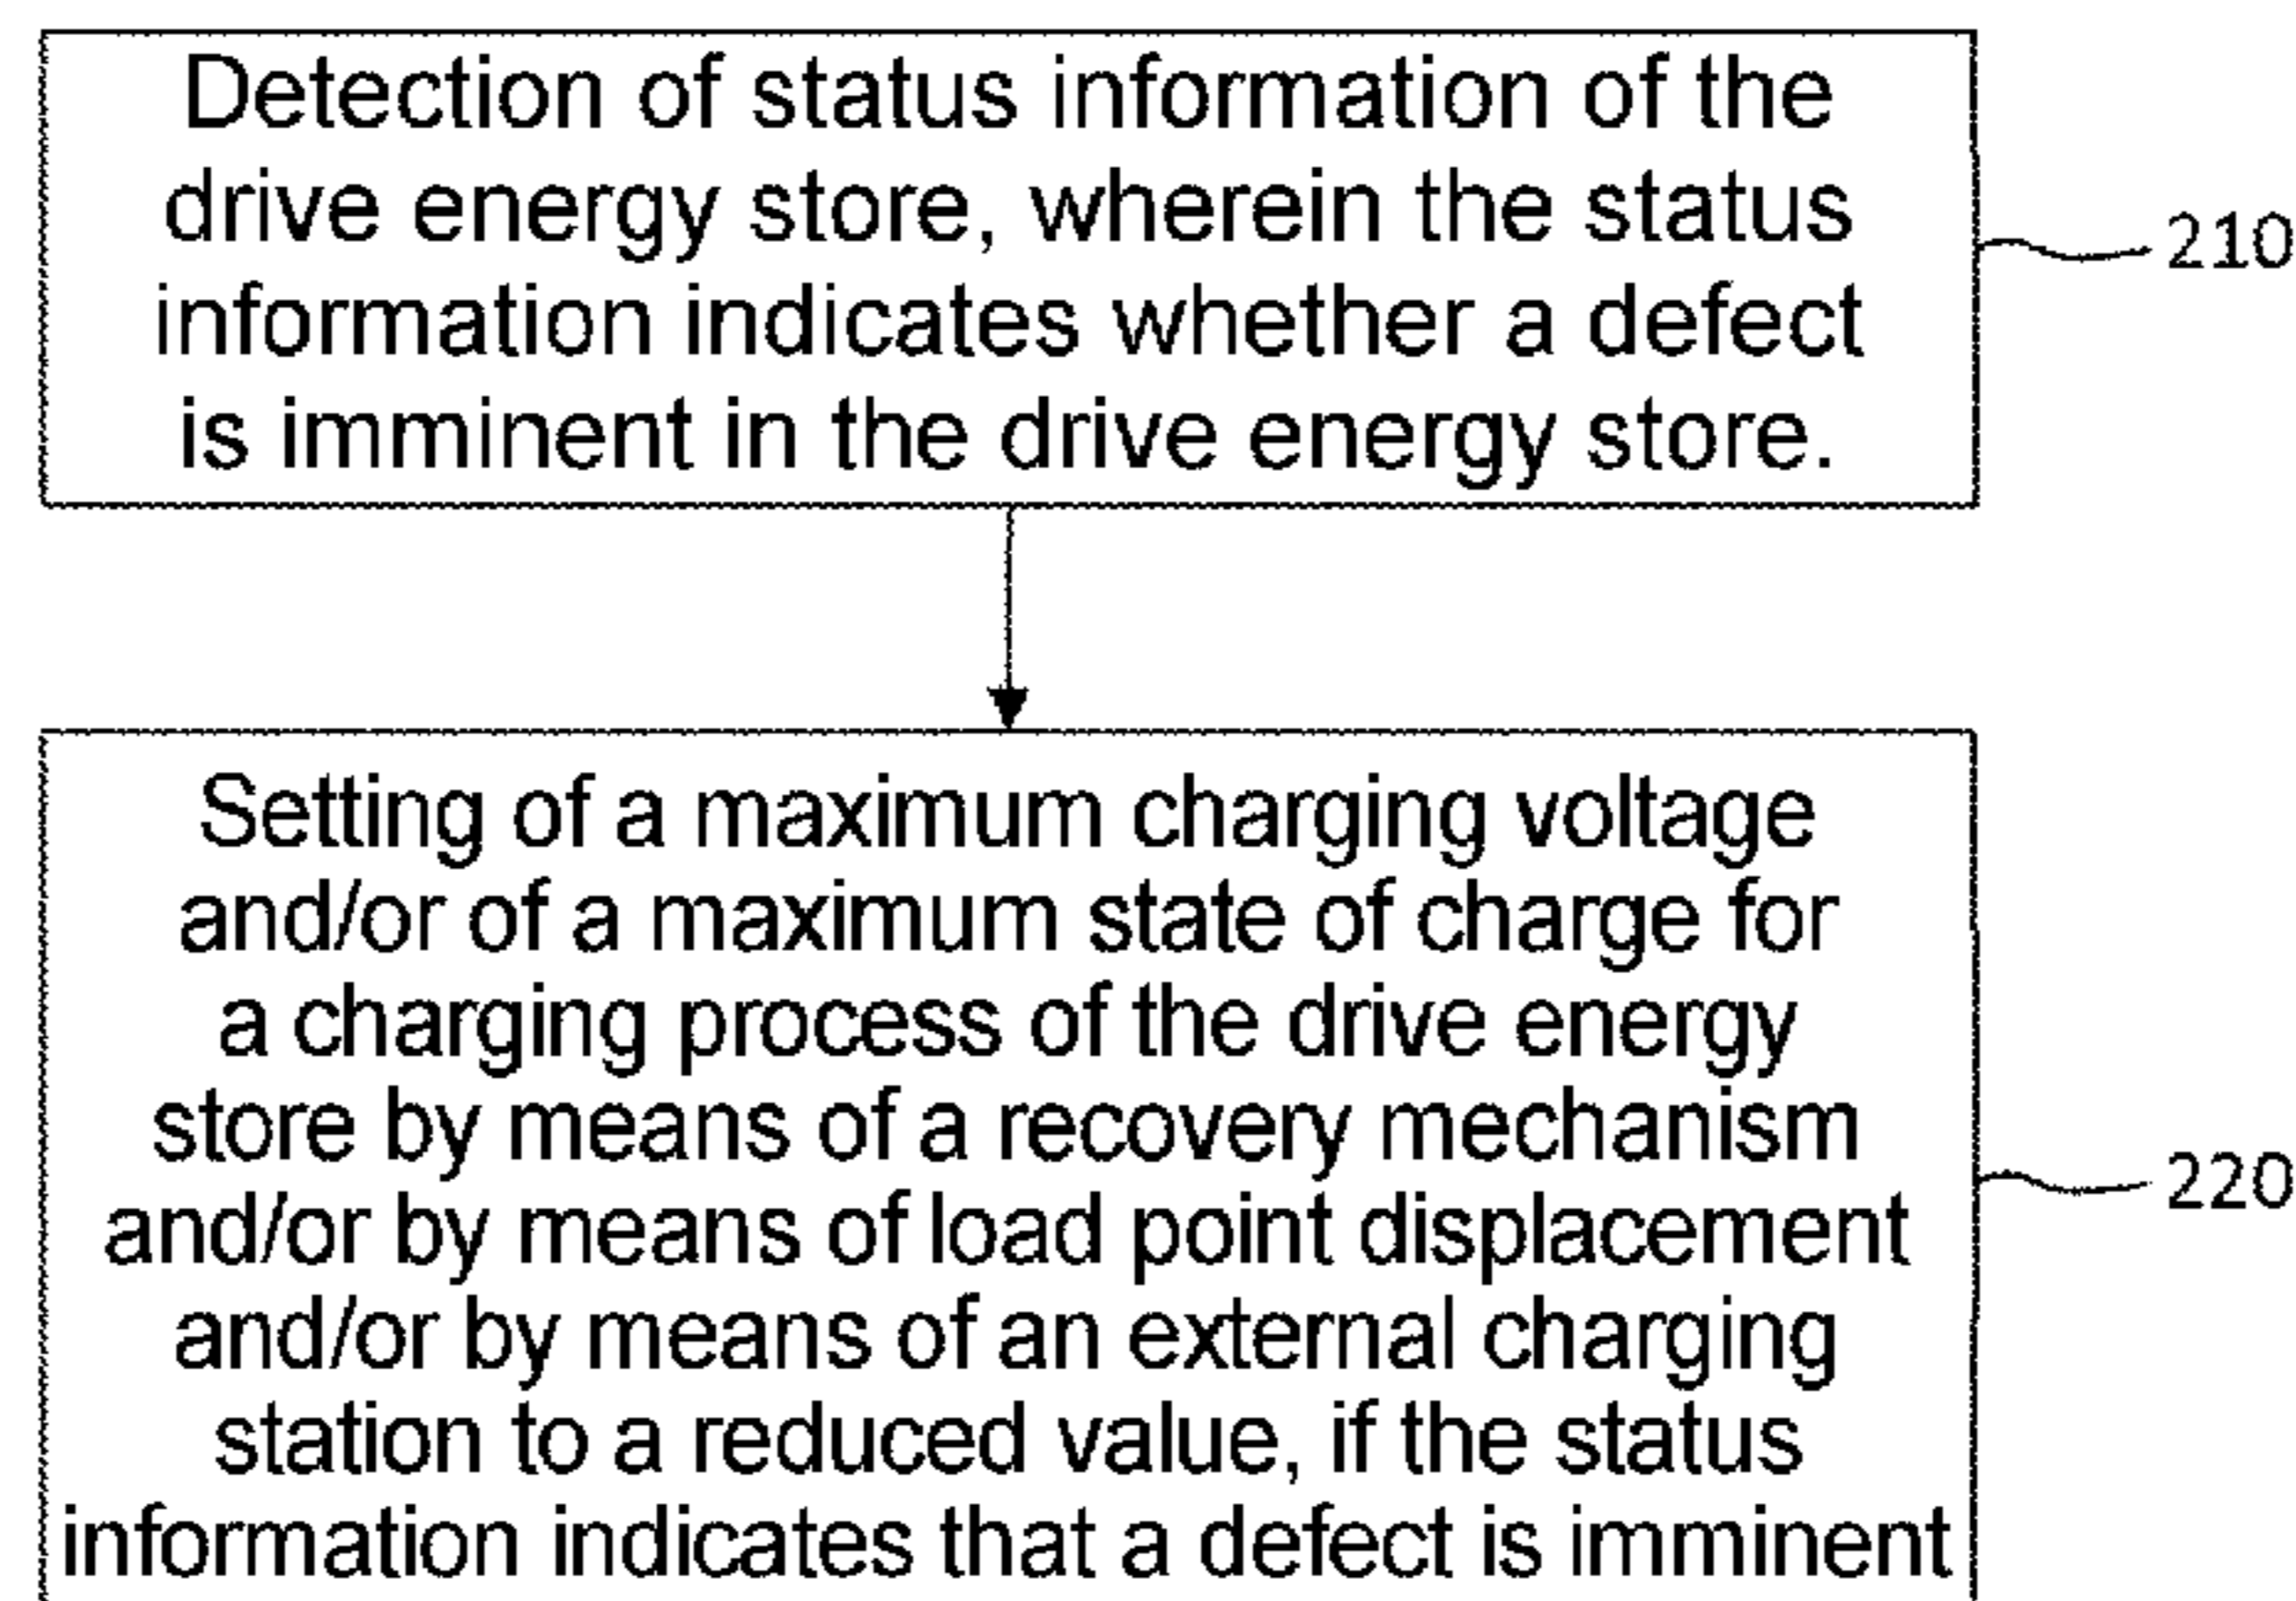 Detection of status information of the
drive energy store, wherein the status
information indicates whether a defect
is imminent in the drive energy store.
210
Setting of a maximum charging voltage
and/or of a maximum state of charge for
a charging process of the drive energy
store by means of a recovery mechanism
and/or by means of load point displacement
and/or by means of an external charging
station to a reduced value, if the status
information indicates that a defect is imminent
220